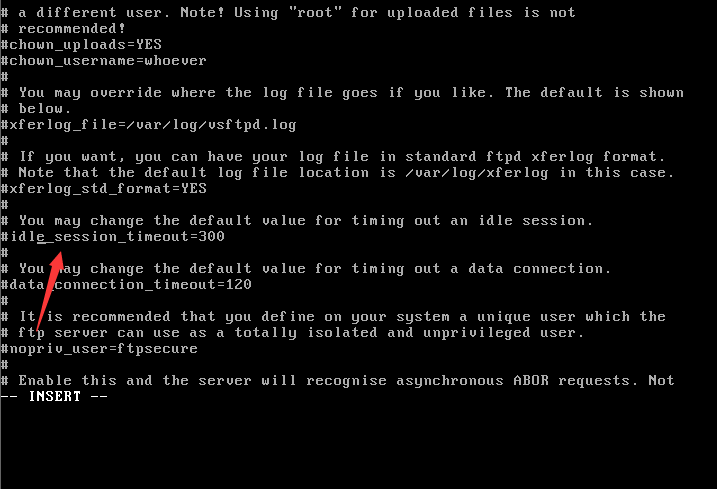 # a different user. Note! Using "root" for uploaded files is not
# recommended!
#chown_uploads=YES
#chown_username=whoever
#
# You may override where the log file goes if you like. The default is shown
# below.
#xferlog_file=/var/log/vsftpd.log
#
# If you want, you can have your log file in standard ftpd xferlog format.
# Note that the default log file location is /var/log/xferlog in this case.
#xferlog_std_format=YES
#
# You may change the default value for timing out an idle session.
#idle_session_timeout=300
#
# You may change the default value for timing out a data connection.
#data_connection_timeout=120
#
# It is recommended that you define on your system a unique user which the
# ftp server can use as a totally isolated and unprivileged user.
#nopriv_user=ftpsecure
#
# Enable this and the server will recognise asynchronous ABOR requests. Not
-- INSERT --